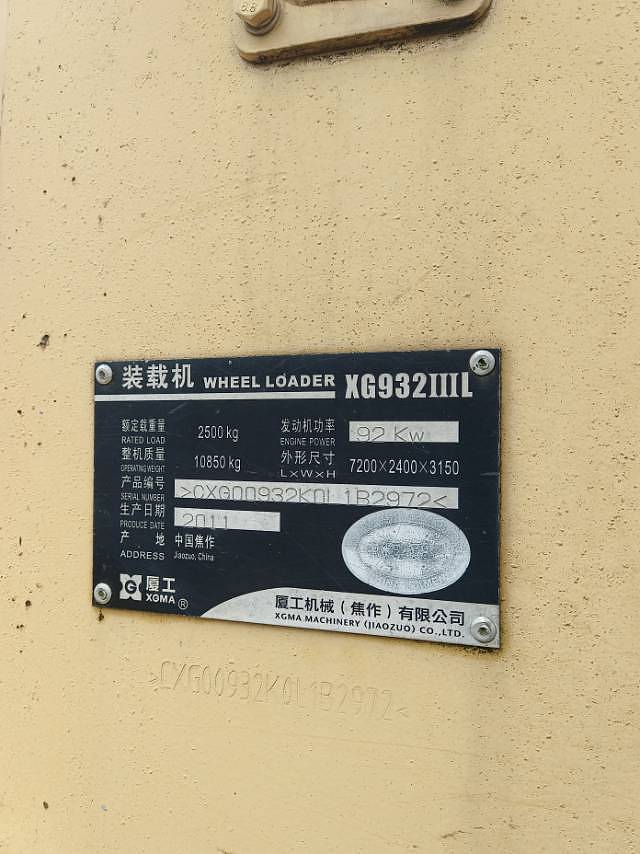 8.8
装载机 WHEEL LOADER XG932IIIL
额定载重量 2500kg 发动机功率 92 Kw
RATED LOAD ENGINE POWER
整机质量 10850kg 外形尺寸 7200×2400×3150
OPERATING WEIGHT L×W×H
产品编号 >CXG00932K0L1B2972<
SERIAL NUMBER
生产日期 2011
PRODUCE DATE
产 地 中国焦作
ADDRESS Jiaozuo, China
厦工
XGMA ®
厦工机械（焦作）有限公司
XGMA MACHINERY (JIAOZUO) CO.,LTD.
>CXG00932K0L1B2972<